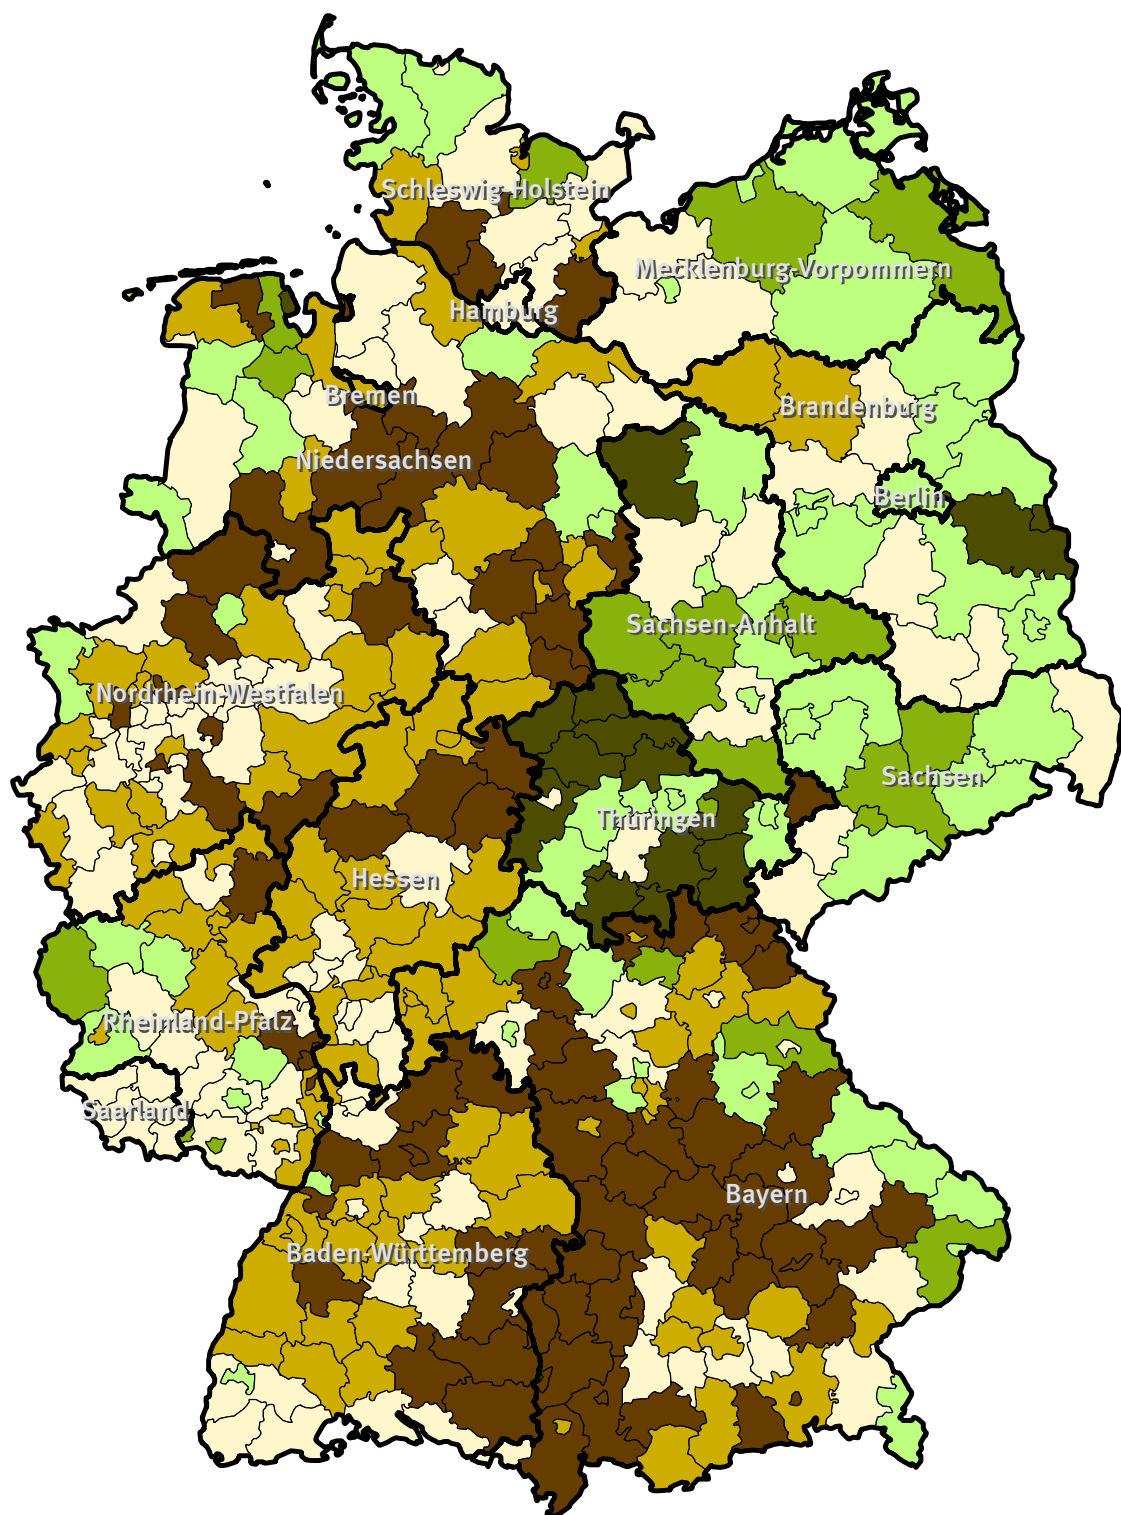 Schleswig-Holstein
Mecklenburg-Vorpommern
Hamburg
Bremen
Brandenburg
Niedersachsen
Berlin
Sachsen-Anhalt
Nordrhein-Westfalen
Sachsen
Thüringen
Hessen
Rheinland-Pfalz
Saarland
Bayern
Baden-Württemberg